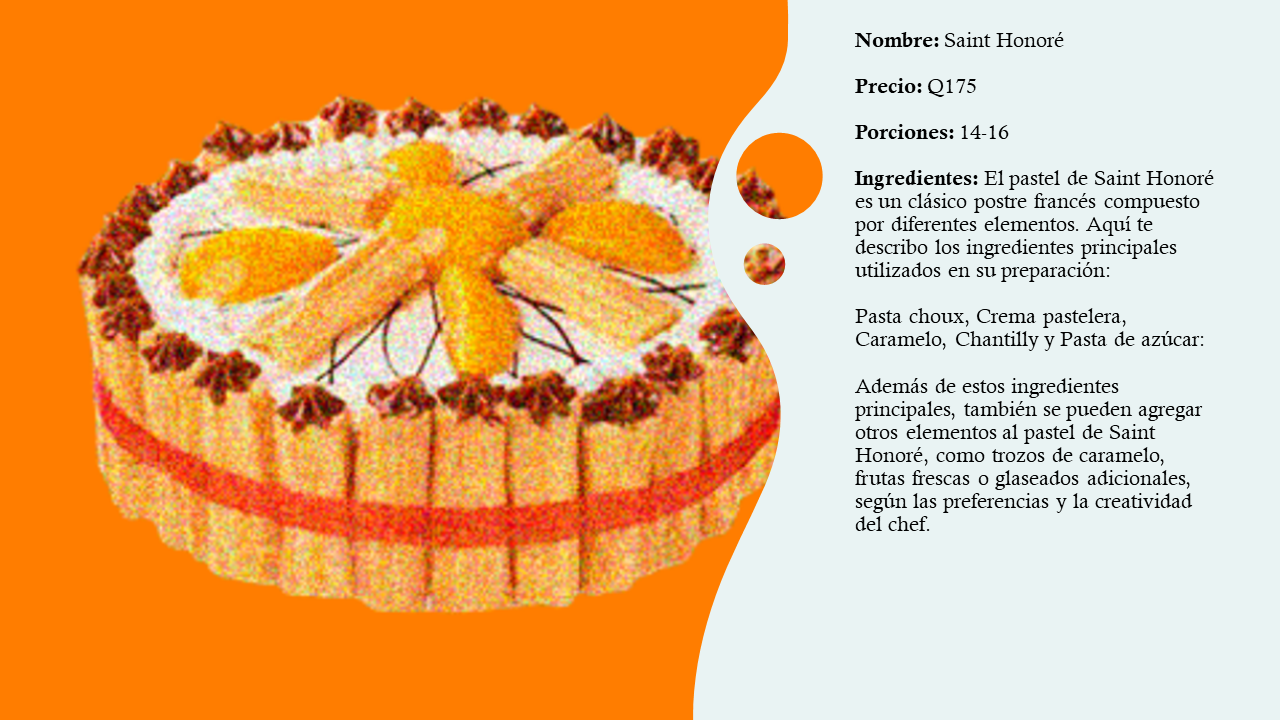 Nombre: Saint Honoré
Precio: Q175
Porciones: 14-16
Ingredientes: El pastel de Saint Honoré
es un clásico postre francés compuesto
por diferentes elementos. Aquí te
describo los ingredientes principales
utilizados en su preparación:
Pasta choux, Crema pastelera,
Caramelo, Chantilly y Pasta de azúcar:
Además de estos ingredientes
principales, también se pueden agregar
otros elementos al pastel de Saint
Honoré, como trozos de caramelo,
frutas frescas o glaseados adicionales,
según las preferencias y la creatividad
del chef.